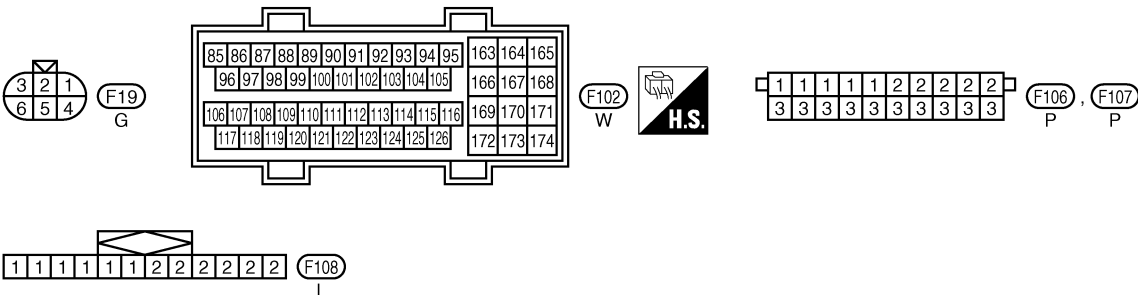 3 2 1
6 5 4
F19
G
85 86 87 88 89 90 91 92 93 94 95
96 97 98 99 100 101 102 103 104 105
106 107 108 109 110 111 112 113 114 115 116
117 118 119 120 121 122 123 124 125 126
163 164 165
166 167 168
169 170 171
172 173 174
F102
W
H.S.
1 1 1 1 1 2 2 2 2 2
3 3 3 3 3 3 3 3 3 3
F106 , F107
P P
1 1 1 1 1 1 2 2 2 2 2 2
F108
L